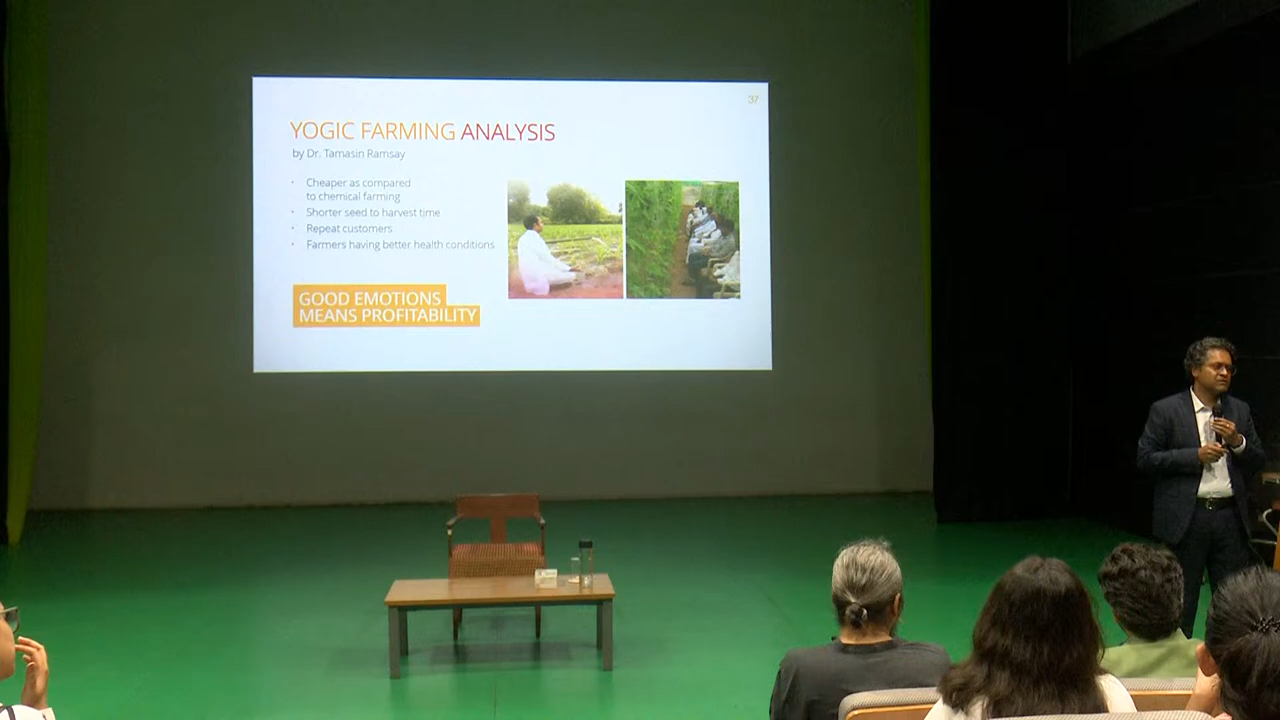 37
YOGIC FARMING ANALYSIS
by Dr. Tamasin Ramsay
· Cheaper as compared
to chemical farming
· Shorter seed to harvest time
· Repeat customers
· Farmers having better health conditions
GOOD EMOTIONS
MEANS PROFITABILITY